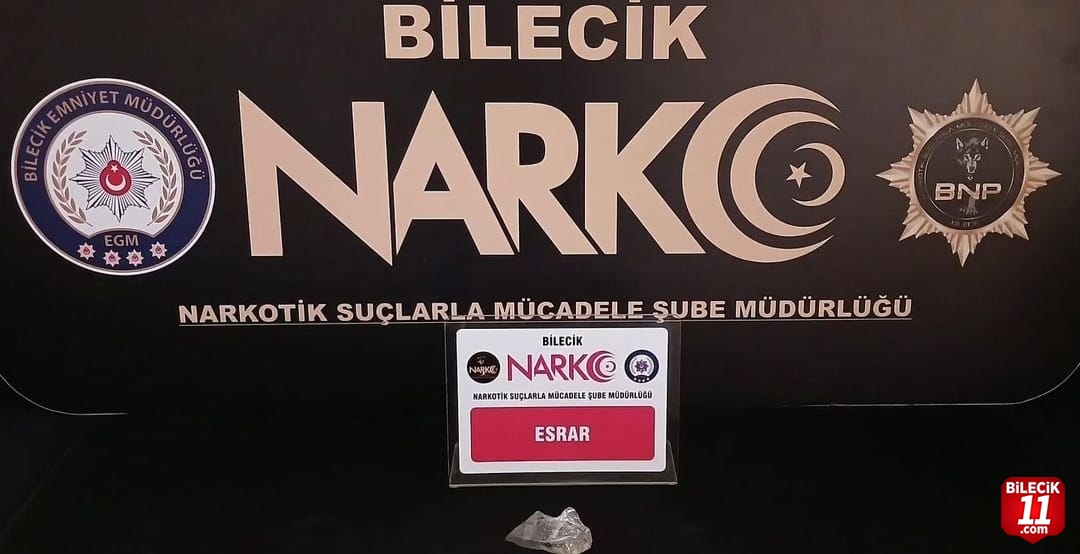 BİLECİK
NARKO
BİLECİK EMNİYET MÜDÜRLÜĞÜ
EGM
BNP
NARKOTİK SUÇLARLA MÜCADELE ŞUBE MÜDÜRLÜĞÜ
BİLECİK
NARKO
NARKO
NARKOTİK SUÇLARLA MÜCADELE ŞUBE MÜDÜRLÜĞÜ
ESRAR
BİLECİK
11
.com